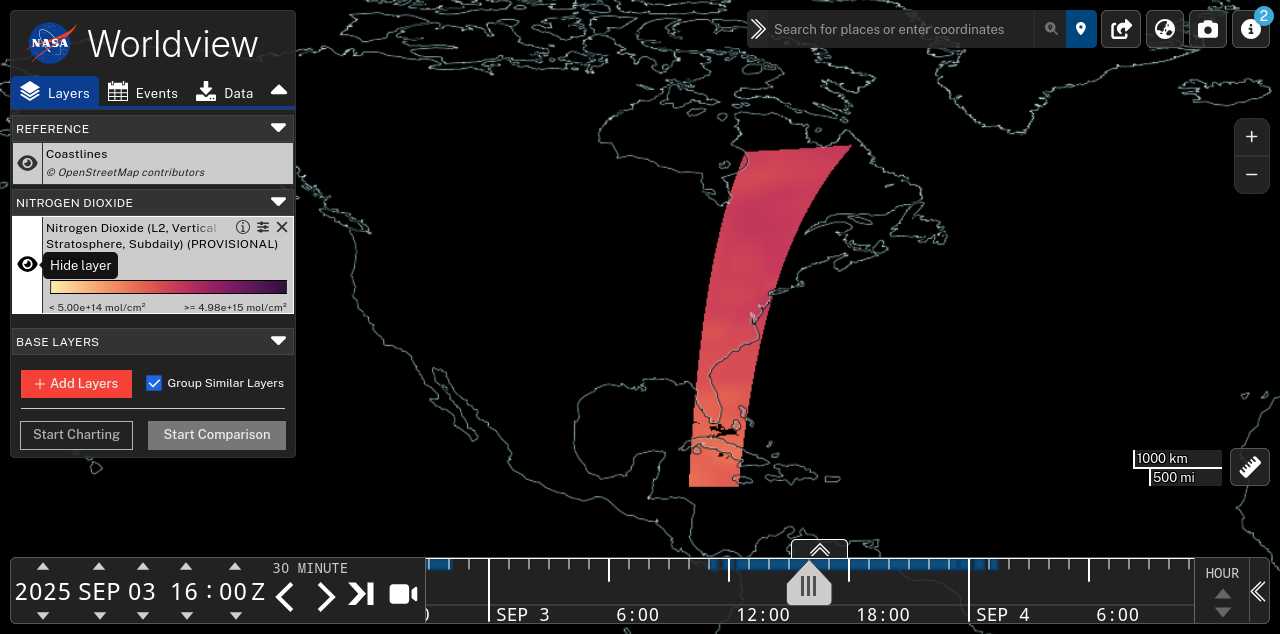 NASA
Worldview
Search for places or enter coordinates
2
Layers
Events
Data
REFERENCE
Coastlines
© OpenStreetMap contributors
NITROGEN DIOXIDE
Nitrogen Dioxide (L2, Vertical
Stratosphere, Subdaily) (PROVISIONAL)
Hide layer
< 5.00e+14 mol/cm²
>= 4.98e+15 mol/cm²
BASE LAYERS
+ Add Layers
Group Similar Layers
Start Charting
Start Comparison
+
−
1000 km
500 mi
2025 SEP 03 16 : 00 Z
30 MINUTE
SEP 3
6:00
12:00
18:00
SEP 4
6:00
HOUR